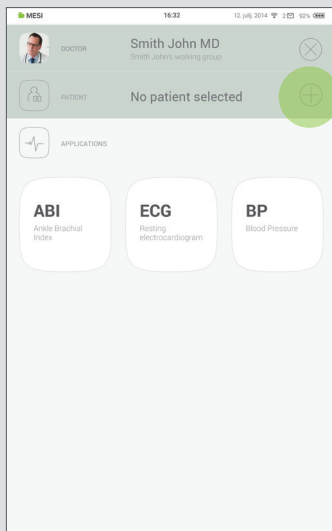 MESI 16:32 12. julij, 2014 2 92%
DOCTOR Smith John MD
Smith John's working group
PATIENT No patient selected
APPLICATIONS
ABI ECG BP
Ankle Brachial Resting Blood Pressure
Index electrocardiogram